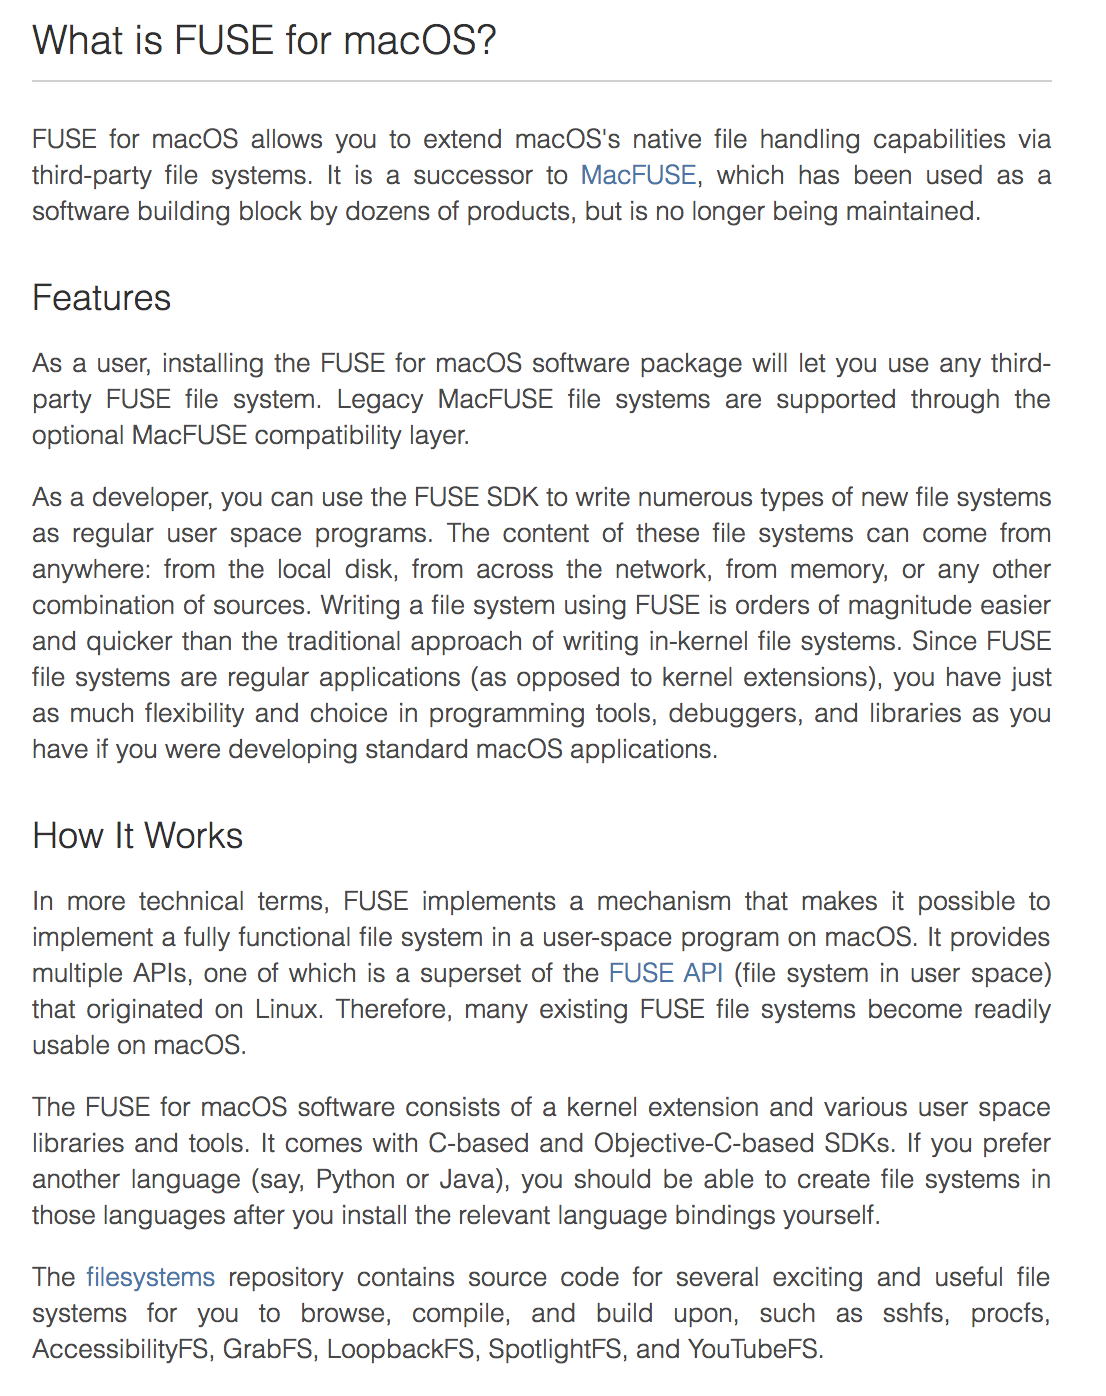 What is FUSE for macOS?
FUSE for macOS allows you to extend macOS's native file handling capabilities via
third-party file systems. It is a successor to MacFUSE, which has been used as a
software building block by dozens of products, but is no longer being maintained.
Features
As a user, installing the FUSE for macOS software package will let you use any third-
party FUSE file system. Legacy MacFUSE file systems are supported through the
optional MacFUSE compatibility layer.
As a developer, you can use the FUSE SDK to write numerous types of new file systems
as regular user space programs. The content of these file systems can come from
anywhere: from the local disk, from across the network, from memory, or any other
combination of sources. Writing a file system using FUSE is orders of magnitude easier
and quicker than the traditional approach of writing in-kernel file systems. Since FUSE
file systems are regular applications (as opposed to kernel extensions), you have just
as much flexibility and choice in programming tools, debuggers, and libraries as you
have if you were developing standard macOS applications.
How It Works
In more technical terms, FUSE implements a mechanism that makes it possible to
implement a fully functional file system in a user-space program on macOS. It provides
multiple APIs, one of which is a superset of the FUSE API (file system in user space)
that originated on Linux. Therefore, many existing FUSE file systems become readily
usable on macOS.
The FUSE for macOS software consists of a kernel extension and various user space
libraries and tools. It comes with C-based and Objective-C-based SDKs. If you prefer
another language (say, Python or Java), you should be able to create file systems in
those languages after you install the relevant language bindings yourself.
The filesystems repository contains source code for several exciting and useful file
systems for you to browse, compile, and build upon, such as sshfs, procfs,
AccessibilityFS, GrabFS, LoopbackFS, SpotlightFS, and YouTubeFS.